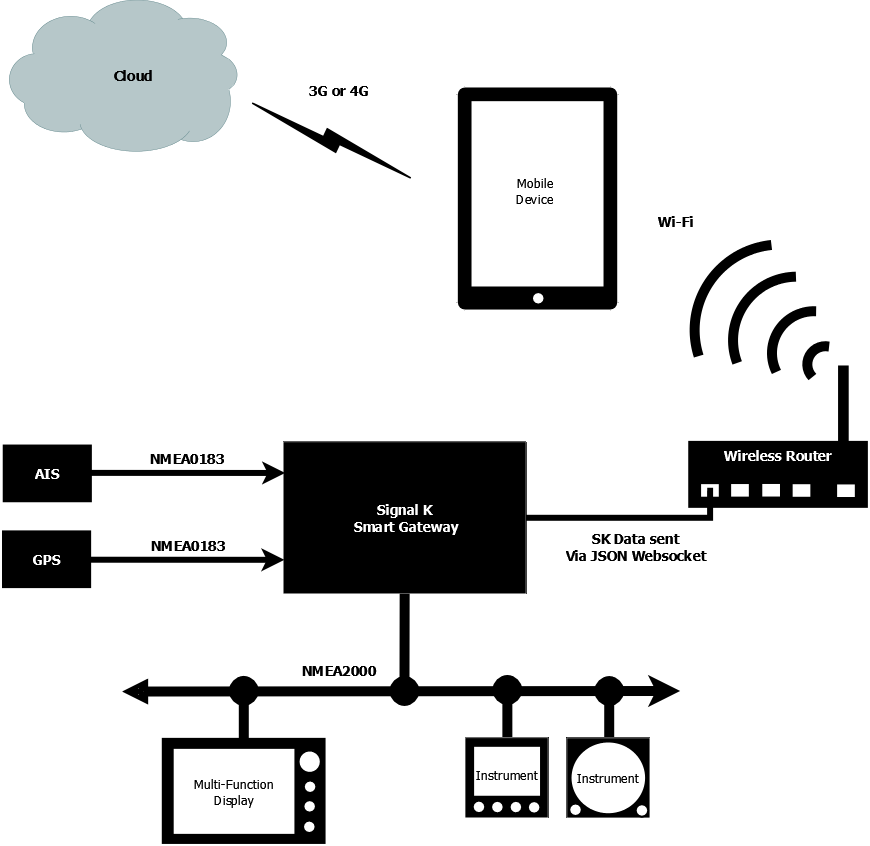 Cloud
3G or 4G
Mobile
Device
Wi-Fi
Wireless Router
AIS
NMEA0183
Signal K
Smart Gateway
GPS
NMEA0183
SK Data sent
Via JSON Websocket
NMEA2000
Multi-Function
Display
Instrument
Instrument